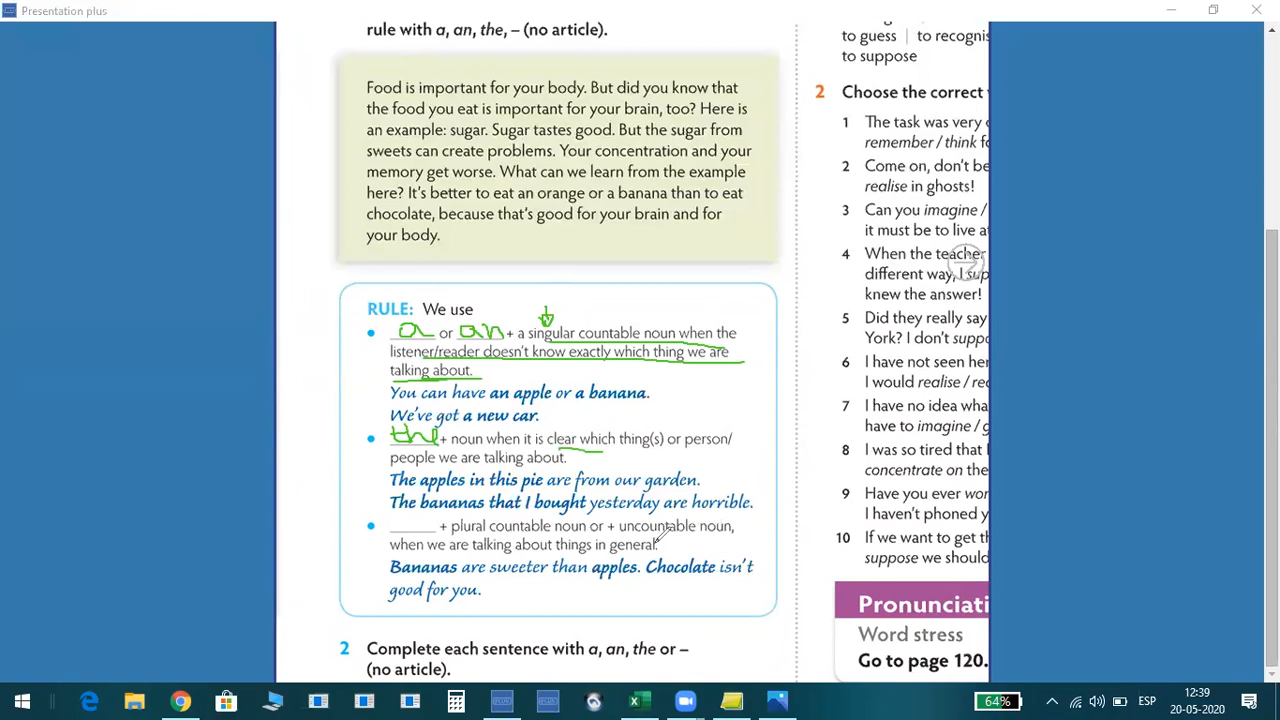 Presentation plus
rule with a, an, the, – (no article).
Food is important for your body. But did you know that
the food you eat is important for your brain, too? Here is
an example: sugar. Sugar tastes good. But the sugar from
sweets can create problems. Your concentration and your
memory get worse. What can we learn from the example
here? It's better to eat an orange or a banana than to eat
chocolate, because that's good for your brain and for
your body.
RULE: We use
• a or an + a singular countable noun when the
listener/reader doesn't know exactly which thing we are
talking about.
You can have an apple or a banana.
We've got a new car.
• the + noun when it is clear which thing(s) or person/
people we are talking about.
The apples in this pie are from our garden.
The bananas that I bought yesterday are horrible.
• ______ + plural countable noun or + uncountable noun,
when we are talking about things in general.
Bananas are sweeter than apples. Chocolate isn't
good for you.
2 Complete each sentence with a, an, the or –
(no article).
to guess | to recognis
to suppose
2 Choose the correct
1 The task was very
remember / think f
2 Come on, don't be
realise in ghosts!
3 Can you imagine /
it must be to live a
4 When the teacher
different way, I sup
knew the answer!
5 Did they really say
York? I don't suppo
6 I have not seen her
I would realise / re
7 I have no idea wha
have to imagine / g
8 I was so tired that I
concentrate on the
9 Have you ever wor
I haven't phoned y
10 If we want to get th
suppose we should
Pronunciati
Word stress
Go to page 120.
64%
ESP
12:38
20-05-2020